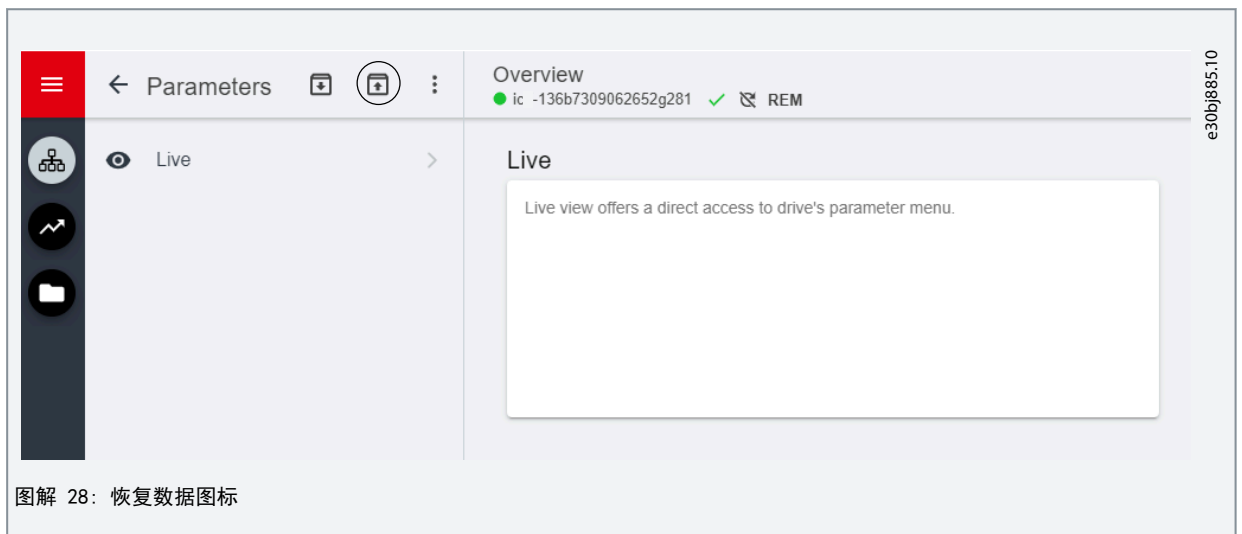 Parameters
Overview
ic -136b7309062652g281 REM
Live
Live
Live view offers a direct access to drive's parameter menu.
e30bj885.10
图解 28: 恢复数据图标